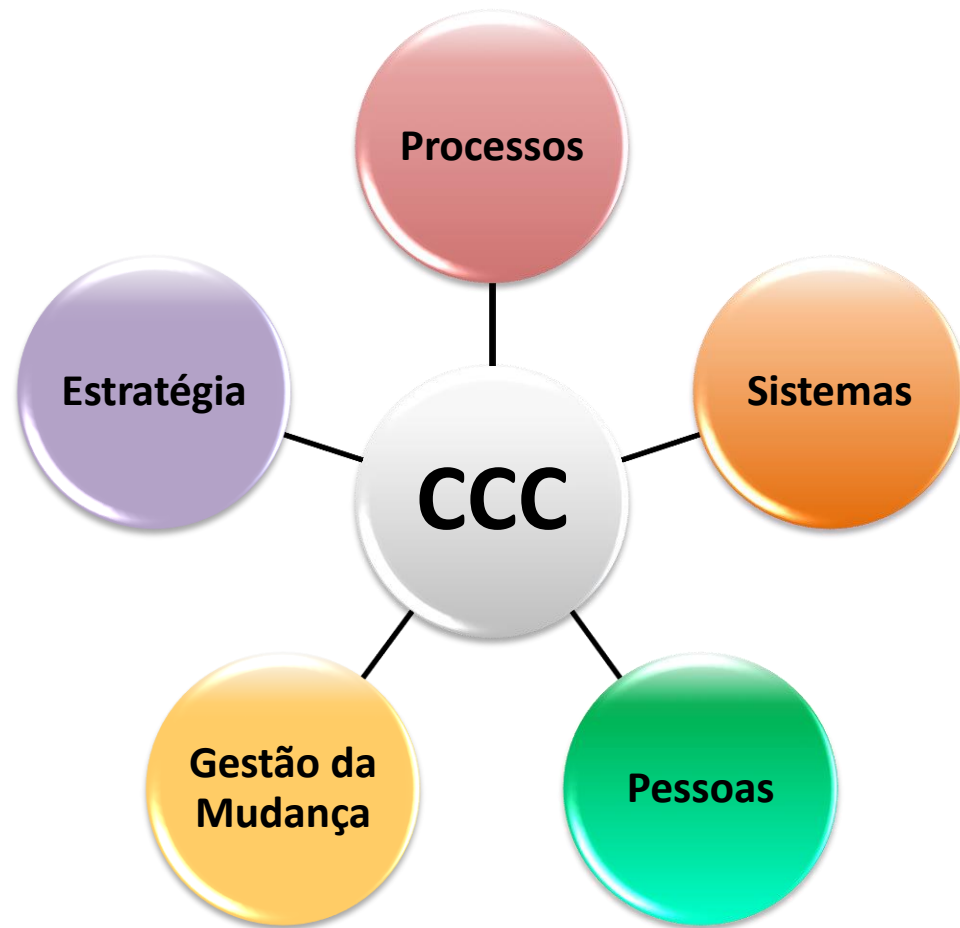 Processos
Estratégia
Sistemas
CCC
Gestão da
Mudança
Pessoas